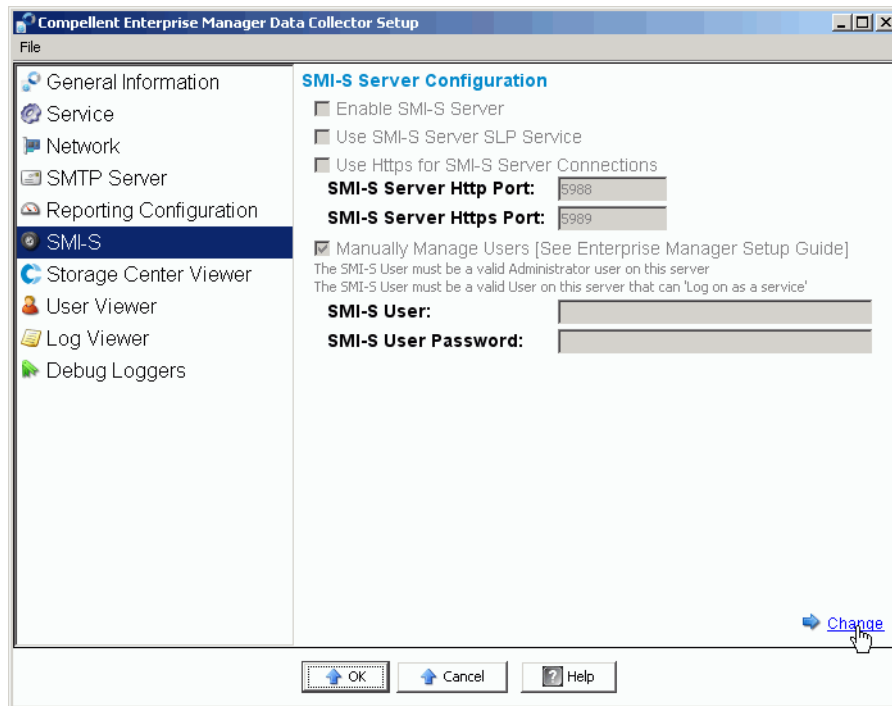 Compellent Enterprise Manager Data Collector Setup
File
General Information
Service
Network
SMTP Server
Reporting Configuration
SMI-S
Storage Center Viewer
User Viewer
Log Viewer
Debug Loggers
SMI-S Server Configuration
Enable SMI-S Server
Use SMI-S Server SLP Service
Use Https for SMI-S Server Connections
SMI-S Server Http Port: 5988
SMI-S Server Https Port: 5989
Manually Manage Users [See Enterprise Manager Setup Guide]
The SMI-S User must be a valid Administrator user on this server
The SMI-S User must be a valid User on this server that can 'Log on as a service'
SMI-S User:
SMI-S User Password:
Change
OK Cancel ? Help